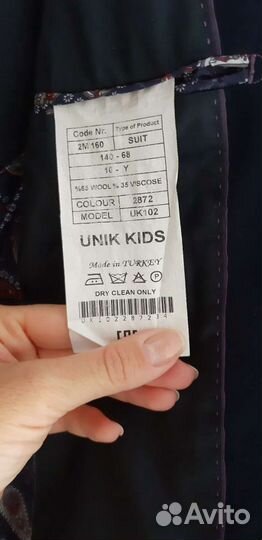 Code Nr. Type of Product
2M 160 SUIT
140 - 68
10 - Y
%65 WOOL % 35 VISCOSE
COLOUR 2872
MODEL UK102
UNIK KIDS
Made in TURKEY
DRY CLEAN ONLY
UK102287234
Avito